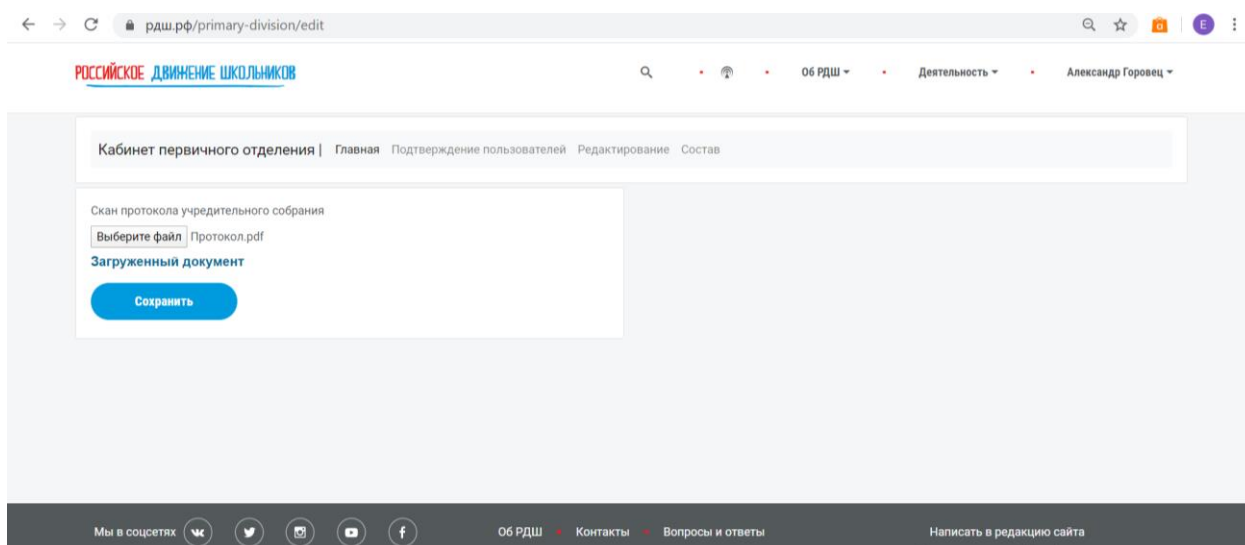 рдш.рф/primary-division/edit
E
РОССИЙСКОЕ ДВИЖЕНИЕ ШКОЛЬНИКОВ
Об РДШ
Деятельность
Александр Горовец
Кабинет первичного отделения | Главная Подтверждение пользователей Редактирование Состав
Скан протокола учредительного собрания
Выберите файл Протокол.pdf
Загруженный документ
Сохранить
Мы в соцсетях
Об РДШ
Контакты
Вопросы и ответы
Написать в редакцию сайта